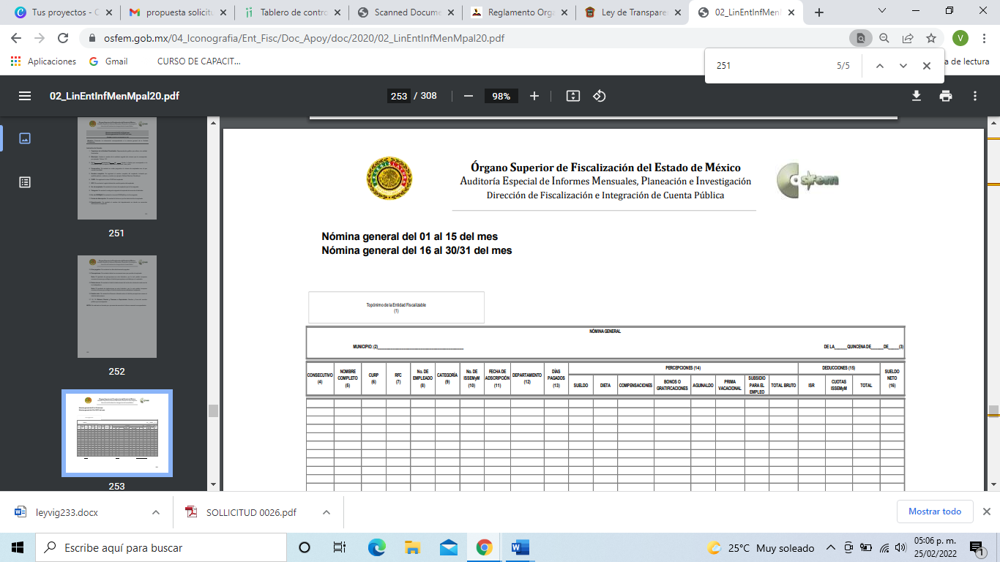 Tus proyectos - C
propuesta solicitu
Tablero de contro
Scanned Docume
Reglamento Orga
Ley de Transparen
02_LinEntInfMen
osfem.gob.mx/04_Iconografia/Ent_Fisc/Doc_Apoy/doc/2020/02_LinEntInfMenMpal20.pdf
V
Aplicaciones
Gmail
CURSO DE CAPACIT...
a de lectura
251
5/5
02_LinEntInfMenMpal20.pdf
253 / 308
98%
251
252
253
Órgano Superior de Fiscalización del Estado de México
Auditoría Especial de Informes Mensuales, Planeación e Investigación
Dirección de Fiscalización e Integración de Cuenta Pública
osfem
Nómina general del 01 al 15 del mes
Nómina general del 16 al 30/31 del mes
Topónimo de la Entidad Fiscalizable
(1)
NÓMINA GENERAL
MUNICIPIO: (2)
DE LA______QUINCENA DE______DE_____(3)
CONSECUTIVO (4)
NOMBRE COMPLETO (5)
CURP (6)
RFC (7)
No. DE EMPLEADO (8)
CATEGORÍA (9)
No. DE ISSEMyM (10)
FECHA DE ADSCRIPCIÓN (11)
DEPARTAMENTO (12)
DÍAS PAGADOS (13)
PERCEPCIONES (14)
SUELDO
DIETA
COMPENSACIONES
BONOS O GRATIFICACIONES
AGUINALDO
PRIMA VACACIONAL
SUBSIDIO PARA EL EMPLEO
TOTAL BRUTO
DEDUCCIONES (15)
ISR
CUOTAS ISSEMyM
TOTAL
SUELDO NETO (16)
leyvig233.docx
SOLLICITUD 0026.pdf
Mostrar todo
Escribe aquí para buscar
25°C Muy soleado
05:06 p. m.
25/02/2022
1